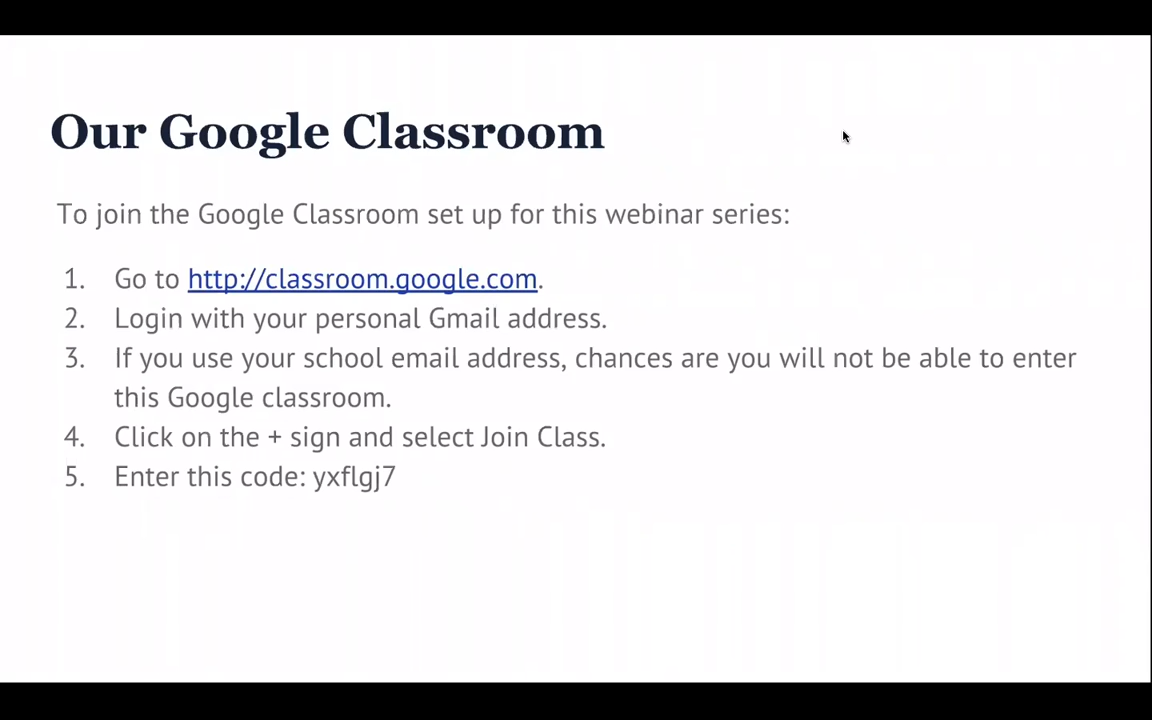 Our Google Classroom
To join the Google Classroom set up for this webinar series:
1. Go to http://classroom.google.com.
2. Login with your personal Gmail address.
3. If you use your school email address, chances are you will not be able to enter
this Google classroom.
4. Click on the + sign and select Join Class.
5. Enter this code: yxflgj7